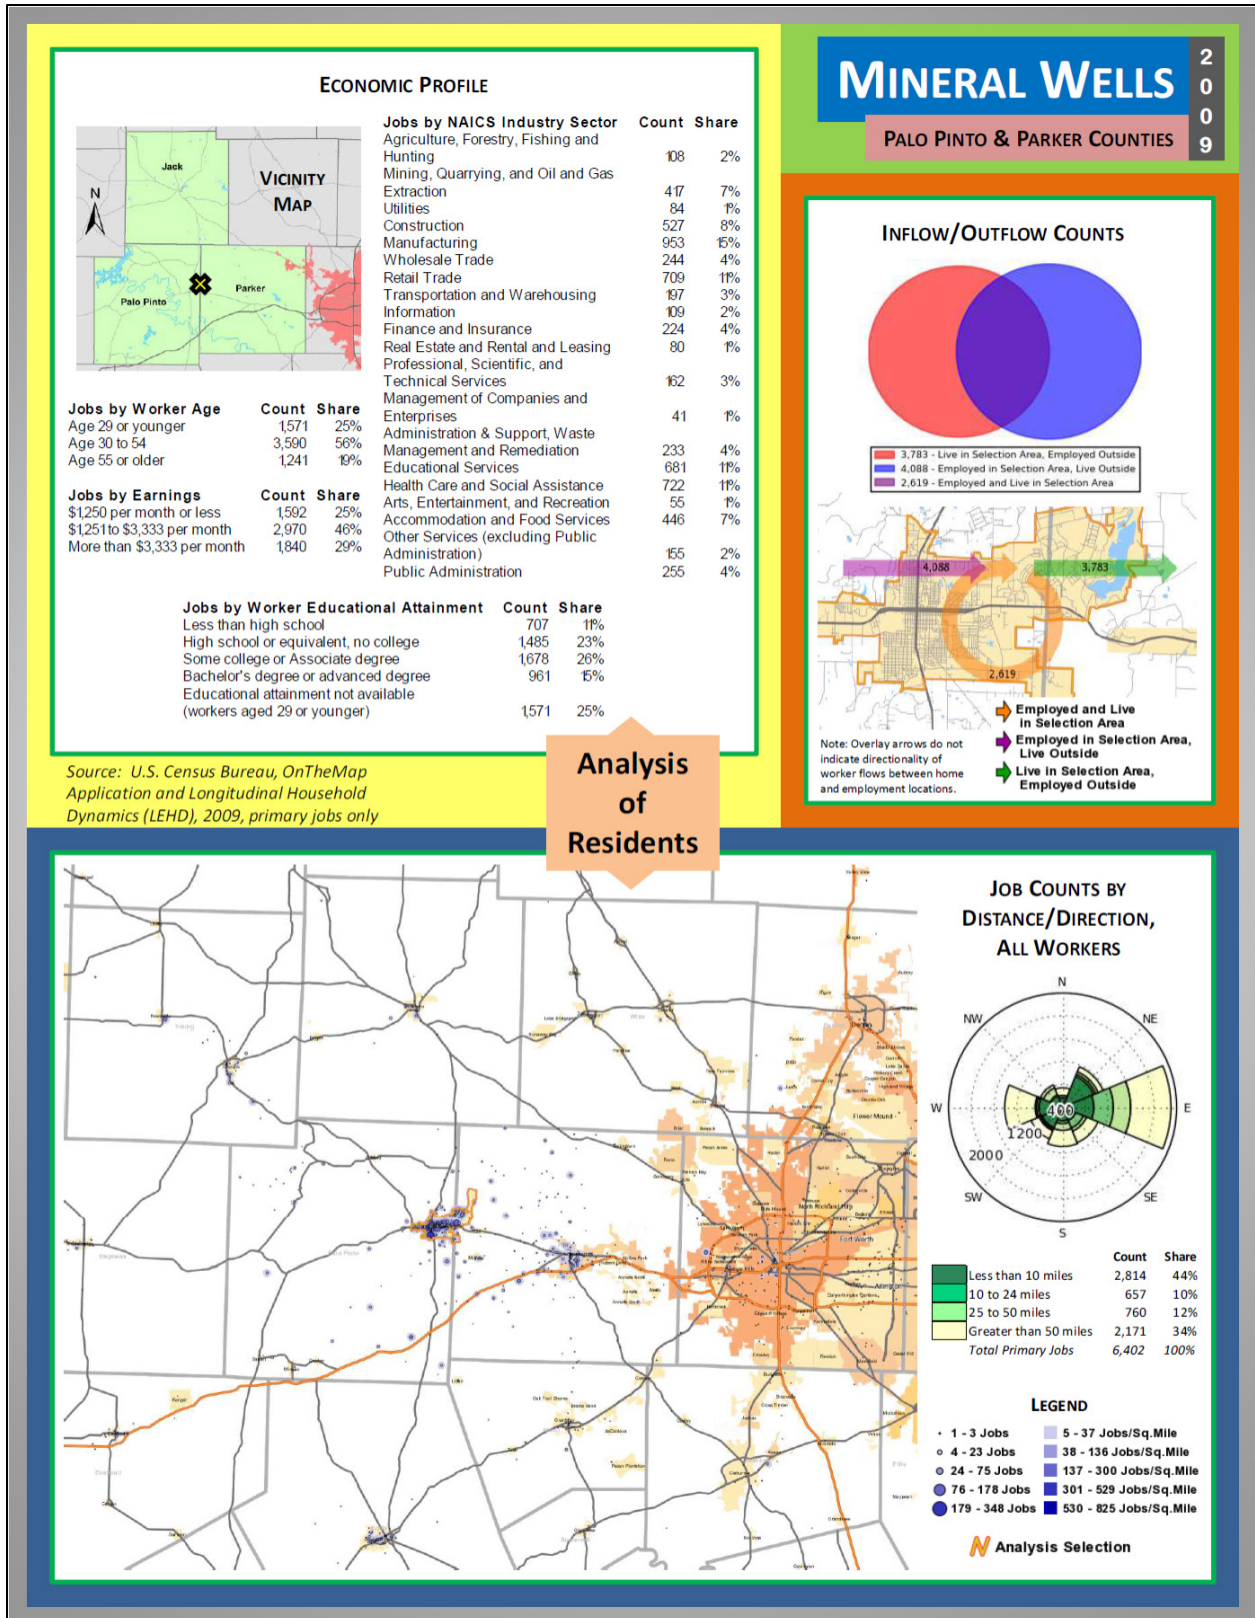 MINERAL WELLS
2009
PALO PINTO & PARKER COUNTIES
ECONOMIC PROFILE
VICINITY
MAP
N
Jack
Palo Pinto
Parker
Jobs by Worker Age Count Share
Age 29 or younger 1,571 25%
Age 30 to 54 3,590 56%
Age 55 or older 1,241 19%
Jobs by Earnings Count Share
$1,250 per month or less 1,592 25%
$1,251 to $3,333 per month 2,970 46%
More than $3,333 per month 1,840 29%
Jobs by NAICS Industry Sector Count Share
Agriculture, Forestry, Fishing and
Hunting 108 2%
Mining, Quarrying, and Oil and Gas
Extraction 417 7%
Utilities 84 1%
Construction 527 8%
Manufacturing 953 15%
Wholesale Trade 244 4%
Retail Trade 709 11%
Transportation and Warehousing 197 3%
Information 109 2%
Finance and Insurance 224 4%
Real Estate and Rental and Leasing 80 1%
Professional, Scientific, and
Technical Services 162 3%
Management of Companies and
Enterprises 41 1%
Administration & Support, Waste
Management and Remediation 233 4%
Educational Services 681 11%
Health Care and Social Assistance 722 11%
Arts, Entertainment, and Recreation 55 1%
Accommodation and Food Services 446 7%
Other Services (excluding Public
Administration) 155 2%
Public Administration 255 4%
Jobs by Worker Educational Attainment Count Share
Less than high school 707 11%
High school or equivalent, no college 1,485 23%
Some college or Associate degree 1,678 26%
Bachelor's degree or advanced degree 961 15%
Educational attainment not available
(workers aged 29 or younger) 1,571 25%
Source: U.S. Census Bureau, OnTheMap
Application and Longitudinal Household
Dynamics (LEHD), 2009, primary jobs only
INFLOW/OUTFLOW COUNTS
3,783 - Live in Selection Area, Employed Outside
4,088 - Employed in Selection Area, Live Outside
2,619 - Employed and Live in Selection Area
4,088
3,783
2,619
Employed and Live
in Selection Area
Employed in Selection Area,
Live Outside
Live in Selection Area,
Employed Outside
Note: Overlay arrows do not
indicate directionality of
worker flows between home
and employment locations.
Analysis
of
Residents
Flower Mound
North Richland Hills
Fort Worth
JOB COUNTS BY
DISTANCE/DIRECTION,
ALL WORKERS
N
NW NE
W E
400
1200
2000
SW SE
S
Count Share
Less than 10 miles 2,814 44%
10 to 24 miles 657 10%
25 to 50 miles 760 12%
Greater than 50 miles 2,171 34%
Total Primary Jobs 6,402 100%
LEGEND
1 - 3 Jobs 5 - 37 Jobs/Sq.Mile
4 - 23 Jobs 38 - 136 Jobs/Sq.Mile
24 - 75 Jobs 137 - 300 Jobs/Sq.Mile
76 - 178 Jobs 301 - 529 Jobs/Sq.Mile
179 - 348 Jobs 530 - 825 Jobs/Sq.Mile
Analysis Selection